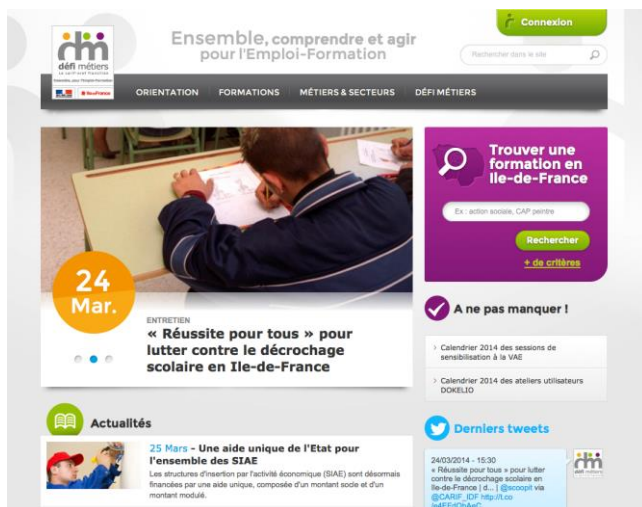 Connexion
Ensemble, comprendre et agir
pour l'Emploi-Formation
Rechercher dans le site
dm
défi métiers
ORIENTATION FORMATIONS MÉTIERS & SECTEURS DÉFI MÉTIERS
Trouver une
formation en
Ile-de-France
Ex : action sociale, CAP peintre
Rechercher
+ de critères
24
Mar.
ENTRETIEN
« Réussite pour tous » pour
lutter contre le décrochage
scolaire en Ile-de-France
A ne pas manquer !
> Calendrier 2014 des sessions de
sensibilisation à la VAE
> Calendrier 2014 des ateliers utilisateurs
DOKELIO
Actualités
25 Mars - Une aide unique de l'Etat pour
l'ensemble des SIAE
Les structures d'insertion par l'activité économique (SIAE) sont désormais
financées par une aide unique, composée d'un montant socle et d'un
montant modulé.
Derniers tweets
24/03/2014 - 15:30
« Réussite pour tous » pour lutter
contre le décrochage scolaire en
Ile-de-France | d... | @scoopit via
@CARIF_IDF http://t.co
dm
défi métiers